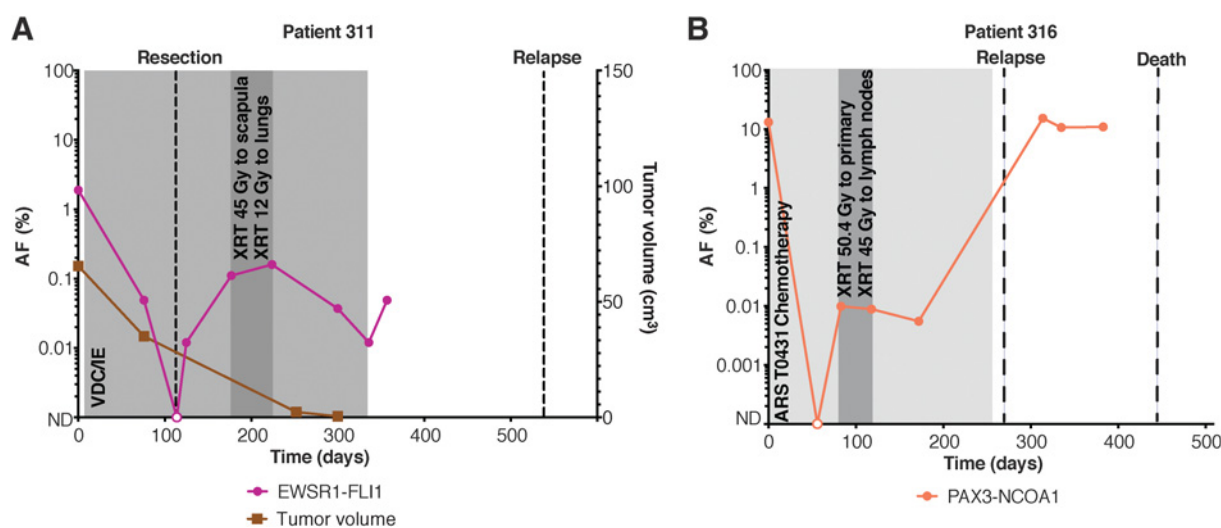 A
Patient 311
Resection
Relapse
100
10
1
0.1
0.01
ND
AF (%)
VDC/IE
XRT 45 Gy to scapula
XRT 12 Gy to lungs
150
100
50
0
Tumor volume (cm³)
0 100 200 300 400 500
Time (days)
EWSR1-FLI1
Tumor volume
B
Patient 316
Relapse
Death
100
10
1
0.1
0.01
0.001
ND
AF (%)
ARS T0431 Chemotherapy
XRT 50.4 Gy to primary
XRT 45 Gy to lymph nodes
0 100 200 300 400 500
Time (days)
PAX3-NCOA1